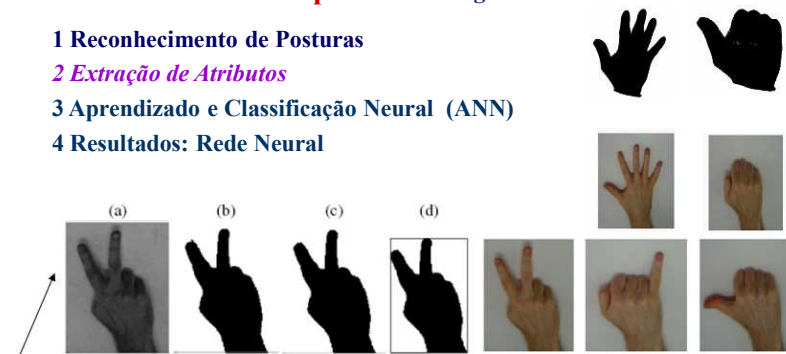 1 Reconhecimento de Posturas
2 Extração de Atributos
3 Aprendizado e Classificação Neural (ANN)
4 Resultados: Rede Neural
(a) (b) (c) (d)